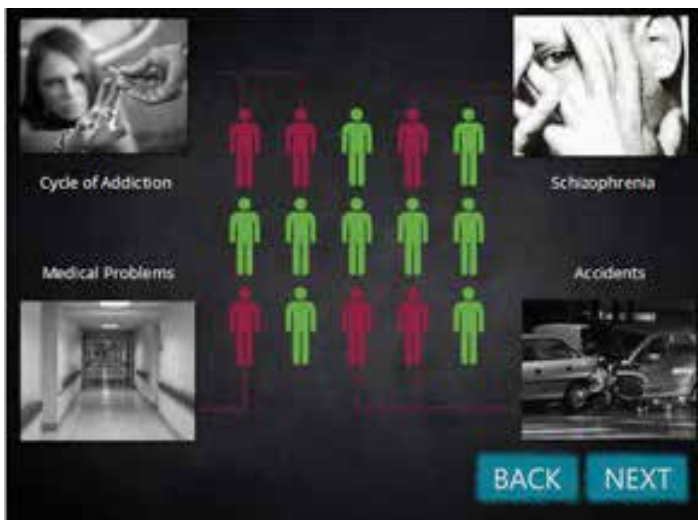 Cycle of Addiction
Schizophrenia
Medical Problems
Accidents
BACK
NEXT